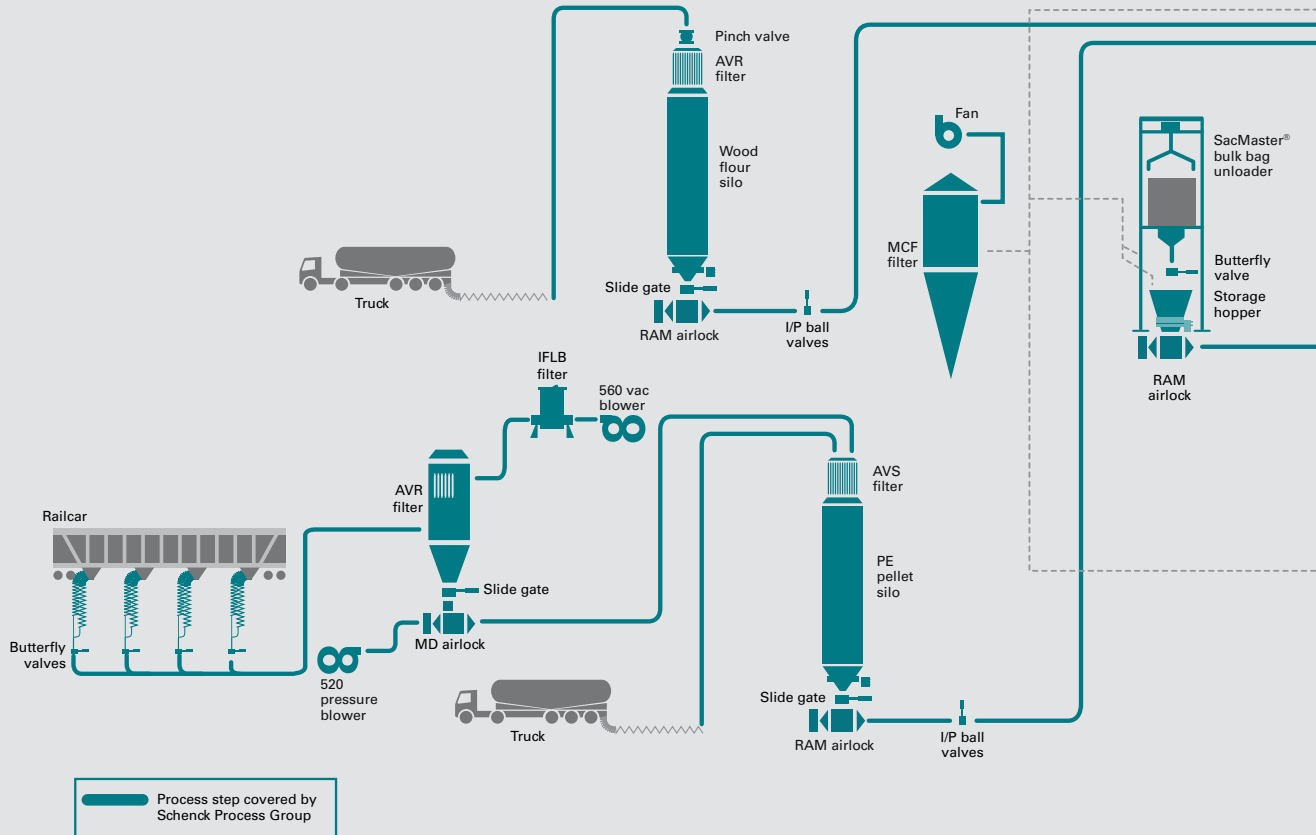 Pinch valve
AVR
filter
Wood
flour
silo
Truck
Slide gate
RAM airlock
I/P ball
valves
Fan
MCF
filter
SacMaster®
bulk bag
unloader
Butterfly
valve
Storage
hopper
RAM
airlock
IFLB
filter
560 vac
blower
AVR
filter
Railcar
Slide gate
MD airlock
Butterfly
valves
520
pressure
blower
Truck
AVS
filter
PE
pellet
silo
Slide gate
RAM airlock
I/P ball
valves
Process step covered by
Schenck Process Group